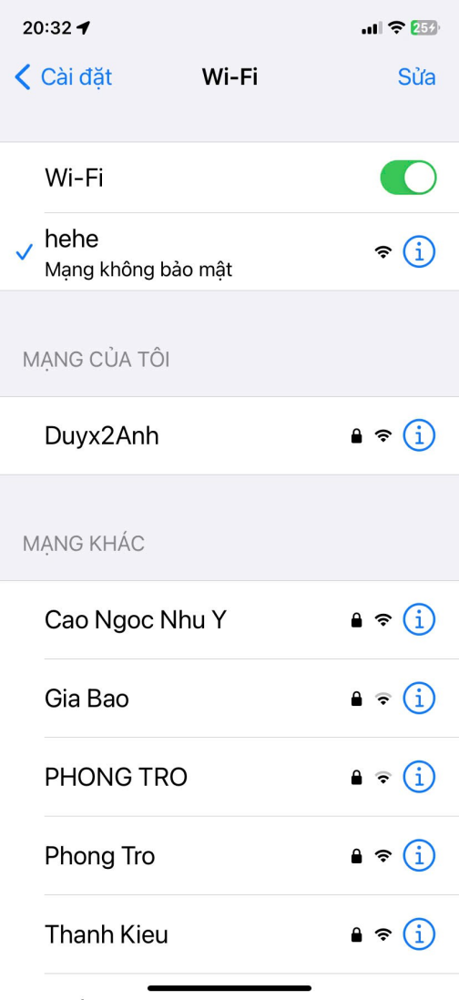 20:32
25
Cài đặt
Wi-Fi
Sửa
Wi-Fi
hehe
Mạng không bảo mật
MẠNG CỦA TÔI
Duyx2Anh
MẠNG KHÁC
Cao Ngoc Nhu Y
Gia Bao
PHONG TRO
Phong Tro
Thanh Kieu